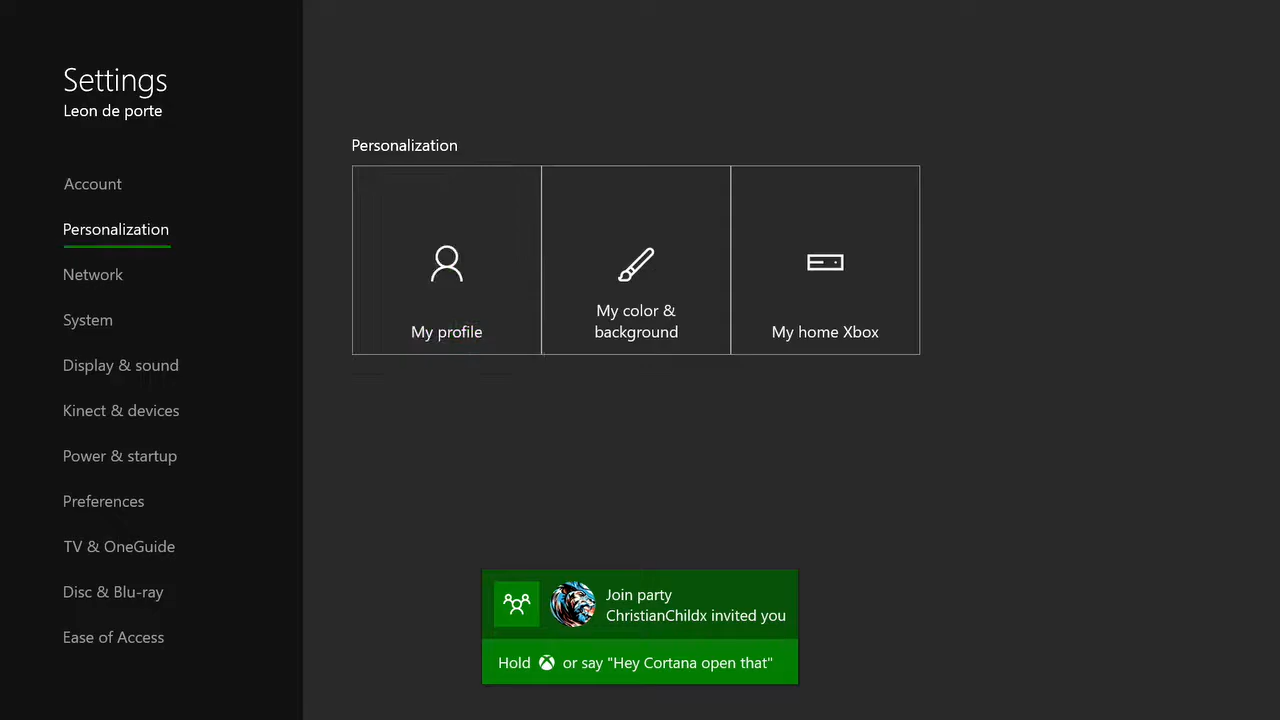 Settings
Leon de porte
Account
Personalization
Network
System
Display & sound
Kinect & devices
Power & startup
Preferences
TV & OneGuide
Disc & Blu-ray
Ease of Access
Personalization
My profile
My color &
background
My home Xbox
Join party
ChristianChildx invited you
Hold or say "Hey Cortana open that"